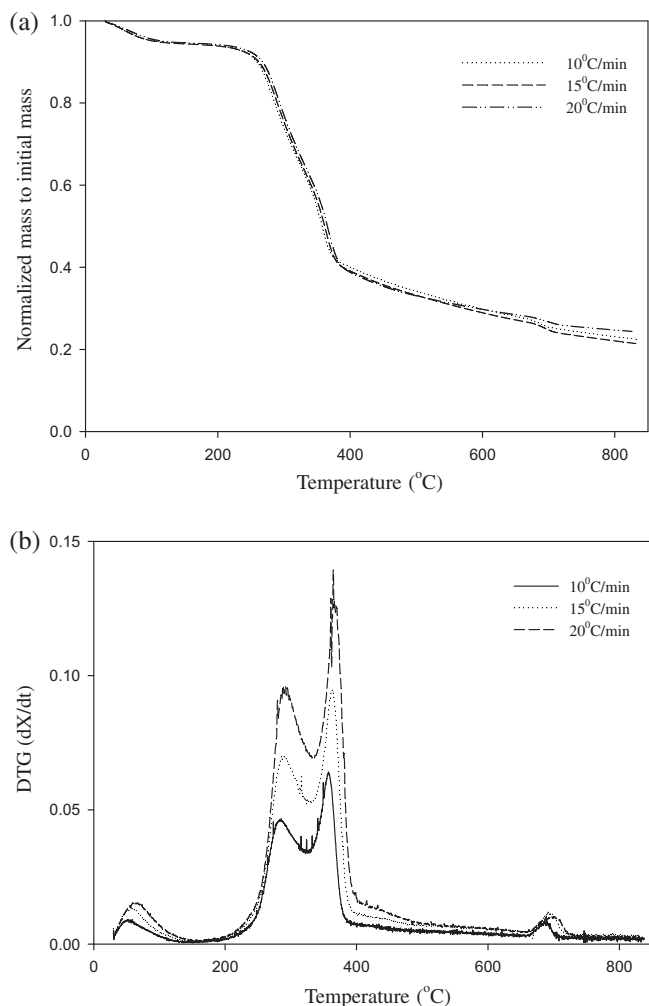 (a)
1.0
0.8
0.6
0.4
0.2
0.0
Normalized mass to initial mass
10⁰C/min
15⁰C/min
20⁰C/min
0 200 400 600 800
Temperature (°C)
(b)
0.15
0.10
0.05
0.00
DTG (dX/dt)
10⁰C/min
15⁰C/min
20⁰C/min
0 200 400 600 800
Temperature (°C)